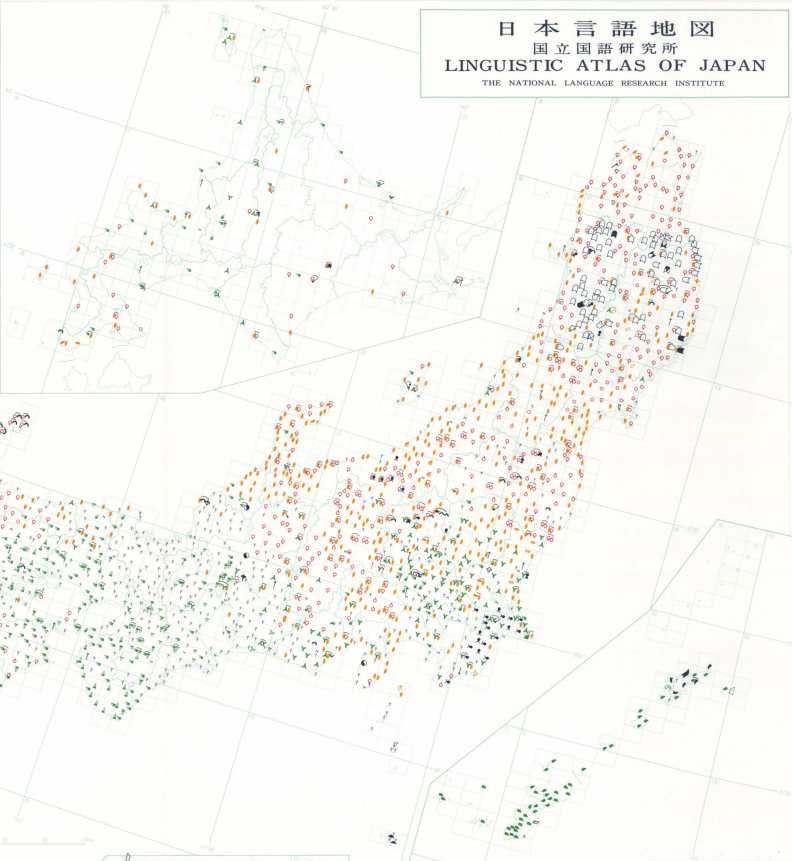 日本言語地図
国立国語研究所
LINGUISTIC ATLAS OF JAPAN
THE NATIONAL LANGUAGE RESEARCH INSTITUTE